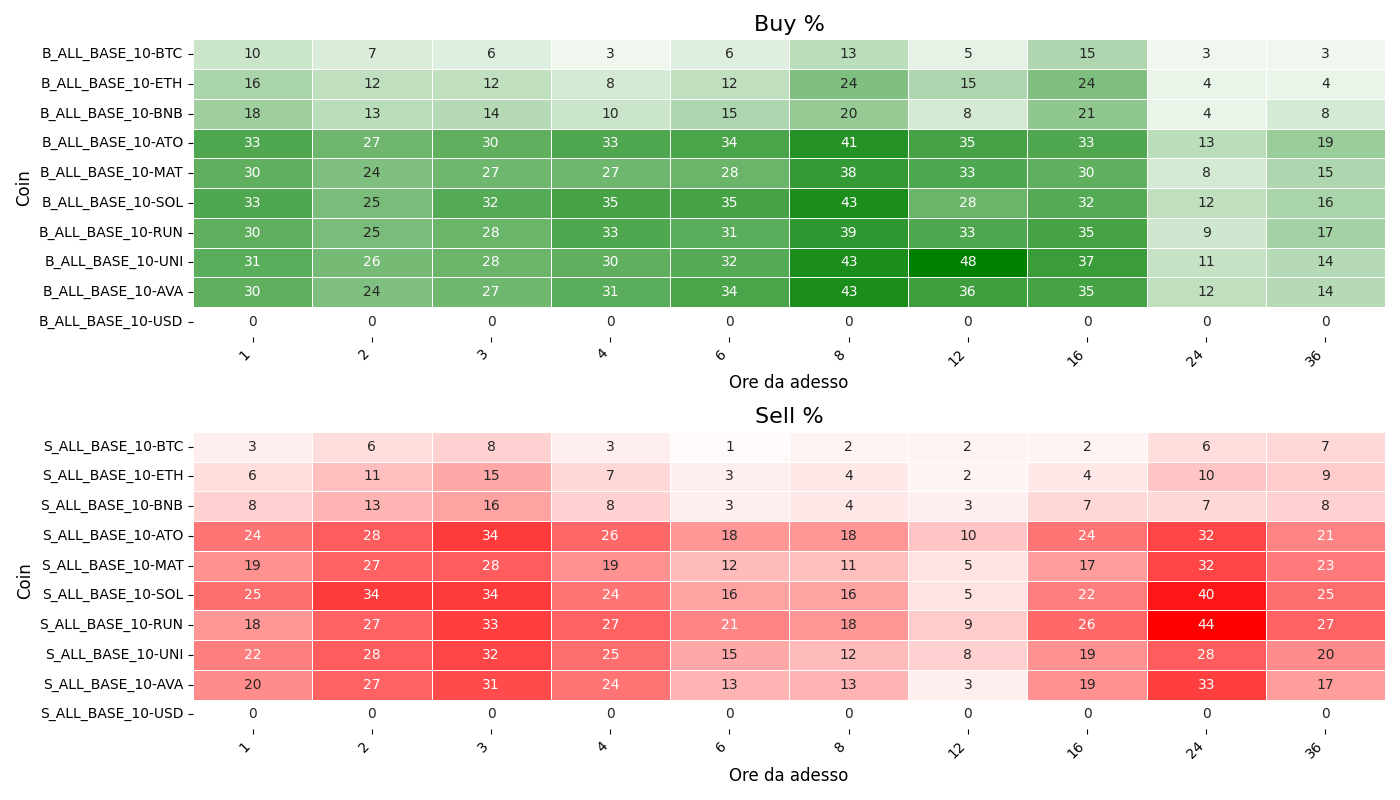 Buy %
Coin
B_ALL_BASE_10-BTC 10 7 6 3 6 13 5 15 3 3
B_ALL_BASE_10-ETH 16 12 12 8 12 24 15 24 4 4
B_ALL_BASE_10-BNB 18 13 14 10 15 20 8 21 4 8
B_ALL_BASE_10-ATO 33 27 30 33 34 41 35 33 13 19
B_ALL_BASE_10-MAT 30 24 27 27 28 38 33 30 8 15
B_ALL_BASE_10-SOL 33 25 32 35 35 43 28 32 12 16
B_ALL_BASE_10-RUN 30 25 28 33 31 39 33 35 9 17
B_ALL_BASE_10-UNI 31 26 28 30 32 43 48 37 11 14
B_ALL_BASE_10-AVA 30 24 27 31 34 43 36 35 12 14
B_ALL_BASE_10-USD 0 0 0 0 0 0 0 0 0 0
1 2 3 4 6 8 12 16 24 36
Ore da adesso
Sell %
Coin
S_ALL_BASE_10-BTC 3 6 8 3 1 2 2 2 6 7
S_ALL_BASE_10-ETH 6 11 15 7 3 4 2 4 10 9
S_ALL_BASE_10-BNB 8 13 16 8 3 4 3 7 7 8
S_ALL_BASE_10-ATO 24 28 34 26 18 18 10 24 32 21
S_ALL_BASE_10-MAT 19 27 28 19 12 11 5 17 32 23
S_ALL_BASE_10-SOL 25 34 34 24 16 16 5 22 40 25
S_ALL_BASE_10-RUN 18 27 33 27 21 18 9 26 44 27
S_ALL_BASE_10-UNI 22 28 32 25 15 12 8 19 28 20
S_ALL_BASE_10-AVA 20 27 31 24 13 13 3 19 33 17
S_ALL_BASE_10-USD 0 0 0 0 0 0 0 0 0 0
1 2 3 4 6 8 12 16 24 36
Ore da adesso